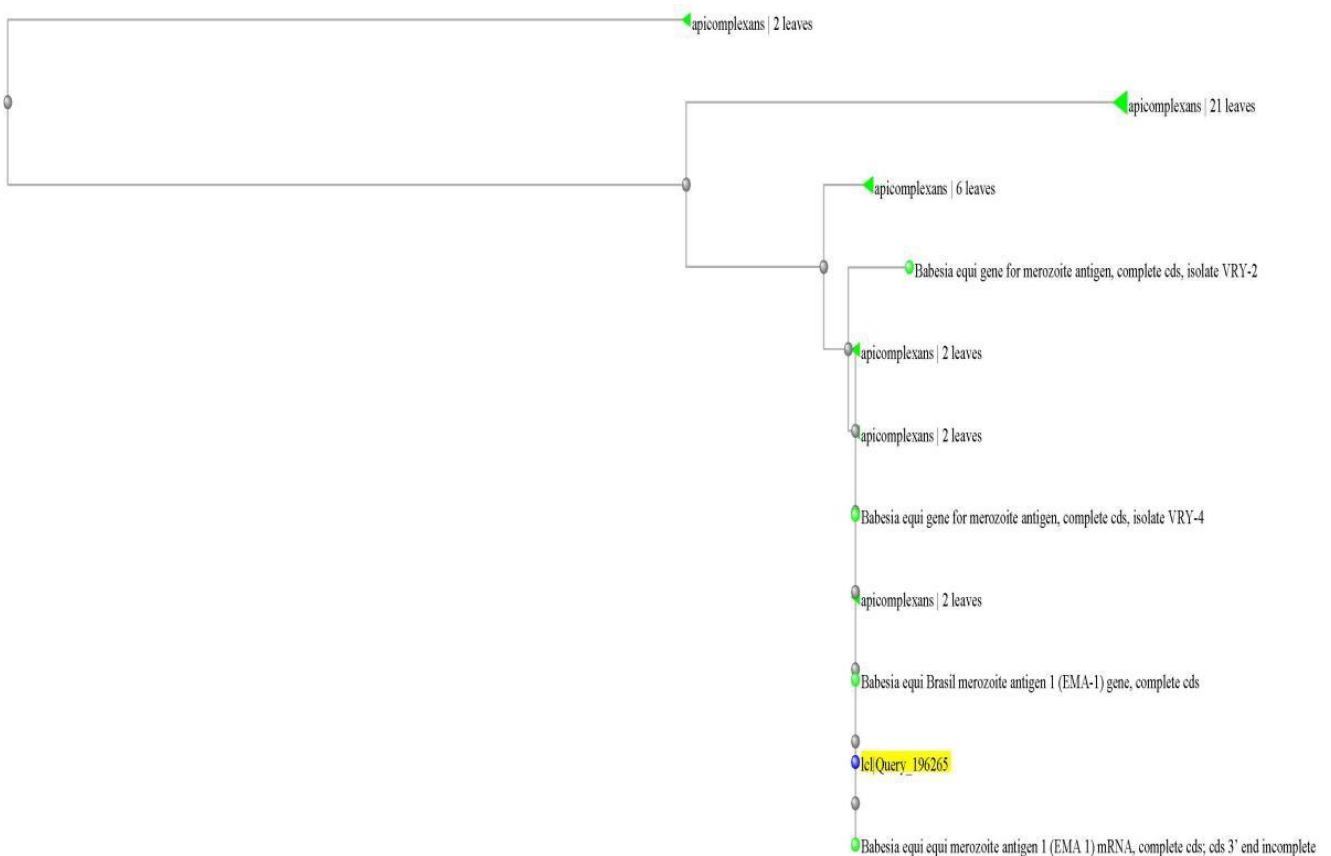 apicomplexans | 2 leaves
apicomplexans | 21 leaves
apicomplexans | 6 leaves
Babesia equi gene for merozoite antigen, complete cds, isolate VRY-2
apicomplexans | 2 leaves
apicomplexans | 2 leaves
Babesia equi gene for merozoite antigen, complete cds, isolate VRY-4
apicomplexans | 2 leaves
Babesia equi Brasil merozoite antigen 1 (EMA-1) gene, complete cds
lcl|Query_196265
Babesia equi equi merozoite antigen 1 (EMA 1) mRNA, complete cds; cds 3' end incomplete